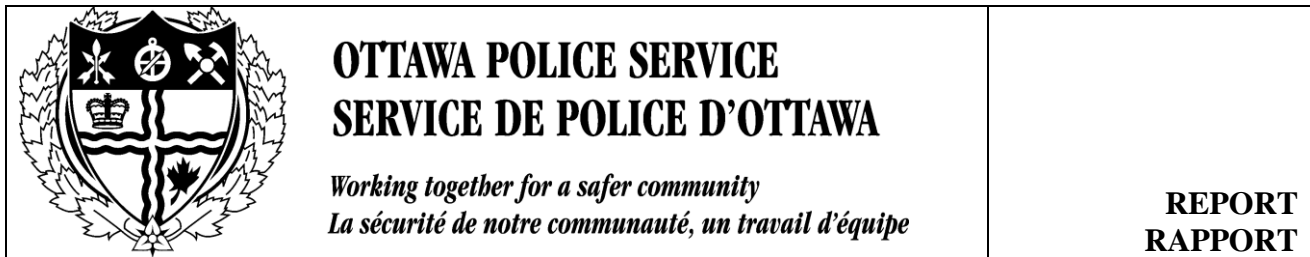 OTTAWA POLICE SERVICE
SERVICE DE POLICE D'OTTAWA
Working together for a safer community
La sécurité de notre communauté, un travail d'équipe
REPORT
RAPPORT